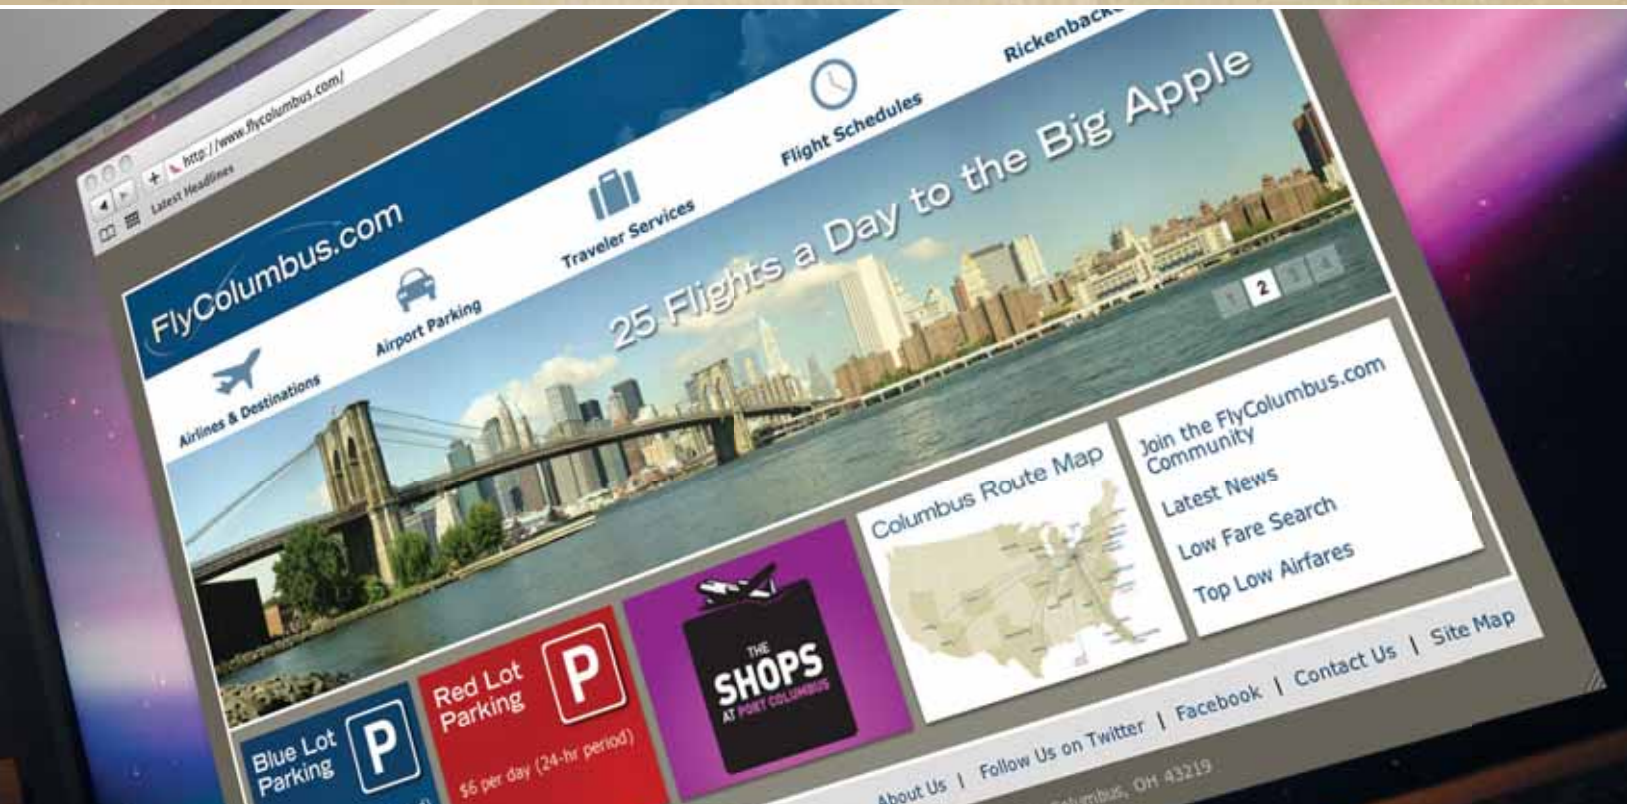 http://www.flycolumbus.com/
Latest Headlines
FlyColumbus.com
Airlines & Destinations
Airport Parking
Traveler Services
Flight Schedules
25 Flights a Day to the Big Apple
1 2 3 4
Blue Lot
Parking
P
Red Lot
Parking
P
$6 per day (24-hr period)
THE
SHOPS
AT PORT COLUMBUS
Columbus Route Map
Join the FlyColumbus.com
Community
Latest News
Low Fare Search
Top Low Airfares
About Us | Follow Us on Twitter | Facebook | Contact Us | Site Map
OH 43219